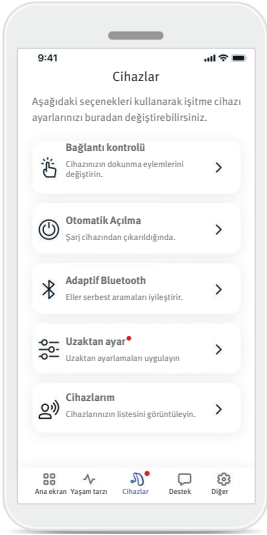 9:41
Cihazlar
Aşağıdaki seçenekleri kullanarak işitme cihazı
ayarlarınızı buradan değiştirebilirsiniz.
Bağlantı kontrolü
Cihazınızın dokunma eylemlerini
değiştirin.
Otomatik Açılma
Şarj cihazından çıkarıldığında.
Adaptif Bluetooth
Eller serbest aramaları iyileştirir.
Uzaktan ayar
Uzaktan ayarlamaları uygulayın
Cihazlarım
Cihazlarınızın listesini görüntüleyin.
Ana ekran Yaşam tarzı Cihazlar Destek Diğer